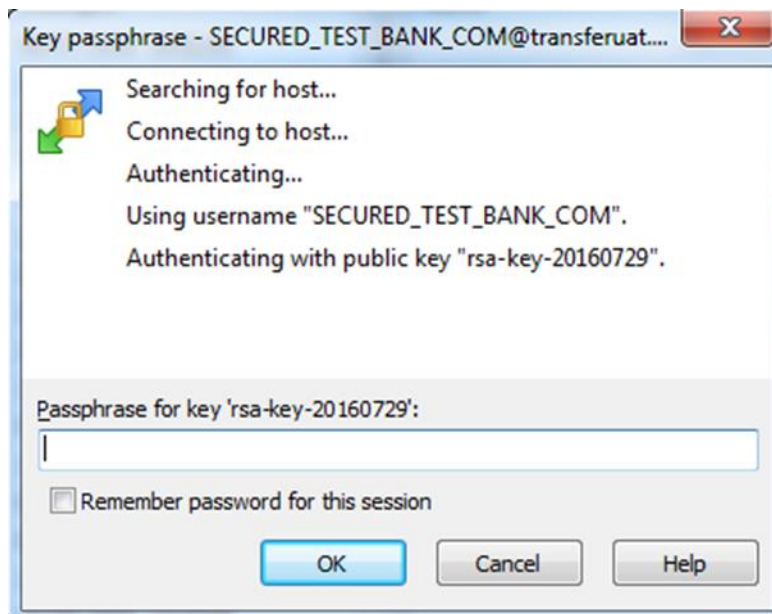 Key passphrase - SECURED_TEST_BANK_COM@transferuat....
Searching for host...
Connecting to host...
Authenticating...
Using username "SECURED_TEST_BANK_COM".
Authenticating with public key "rsa-key-20160729".
Passphrase for key 'rsa-key-20160729':
Remember password for this session
OK Cancel Help